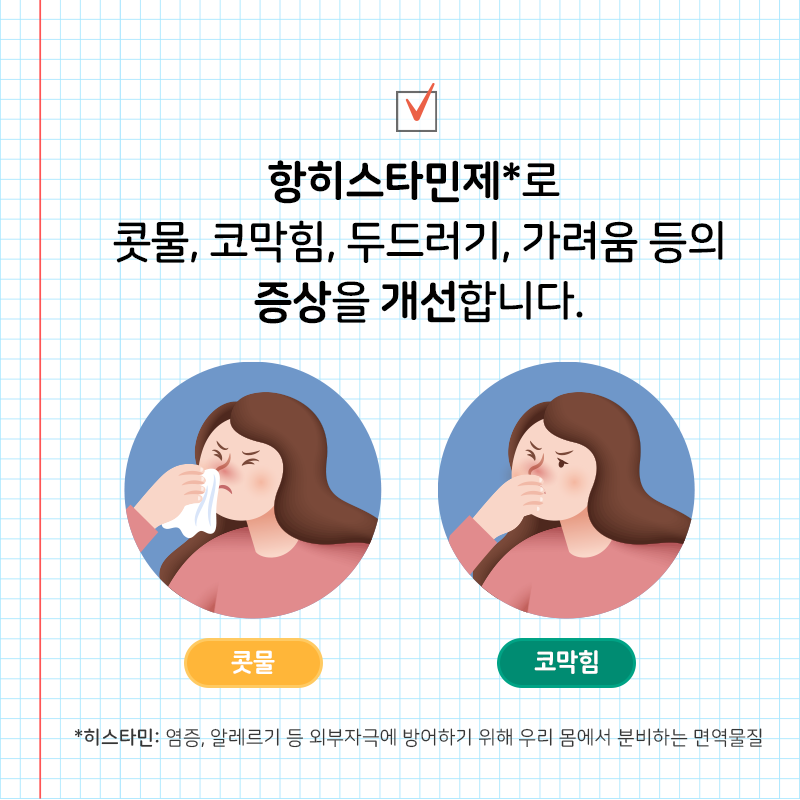 항히스타민제*로
콧물, 코막힘, 두드러기, 가려움 등의
증상을 개선합니다.
콧물
코막힘
*히스타민: 염증, 알레르기 등 외부자극에 방어하기 위해 우리 몸에서 분비하는 면역물질